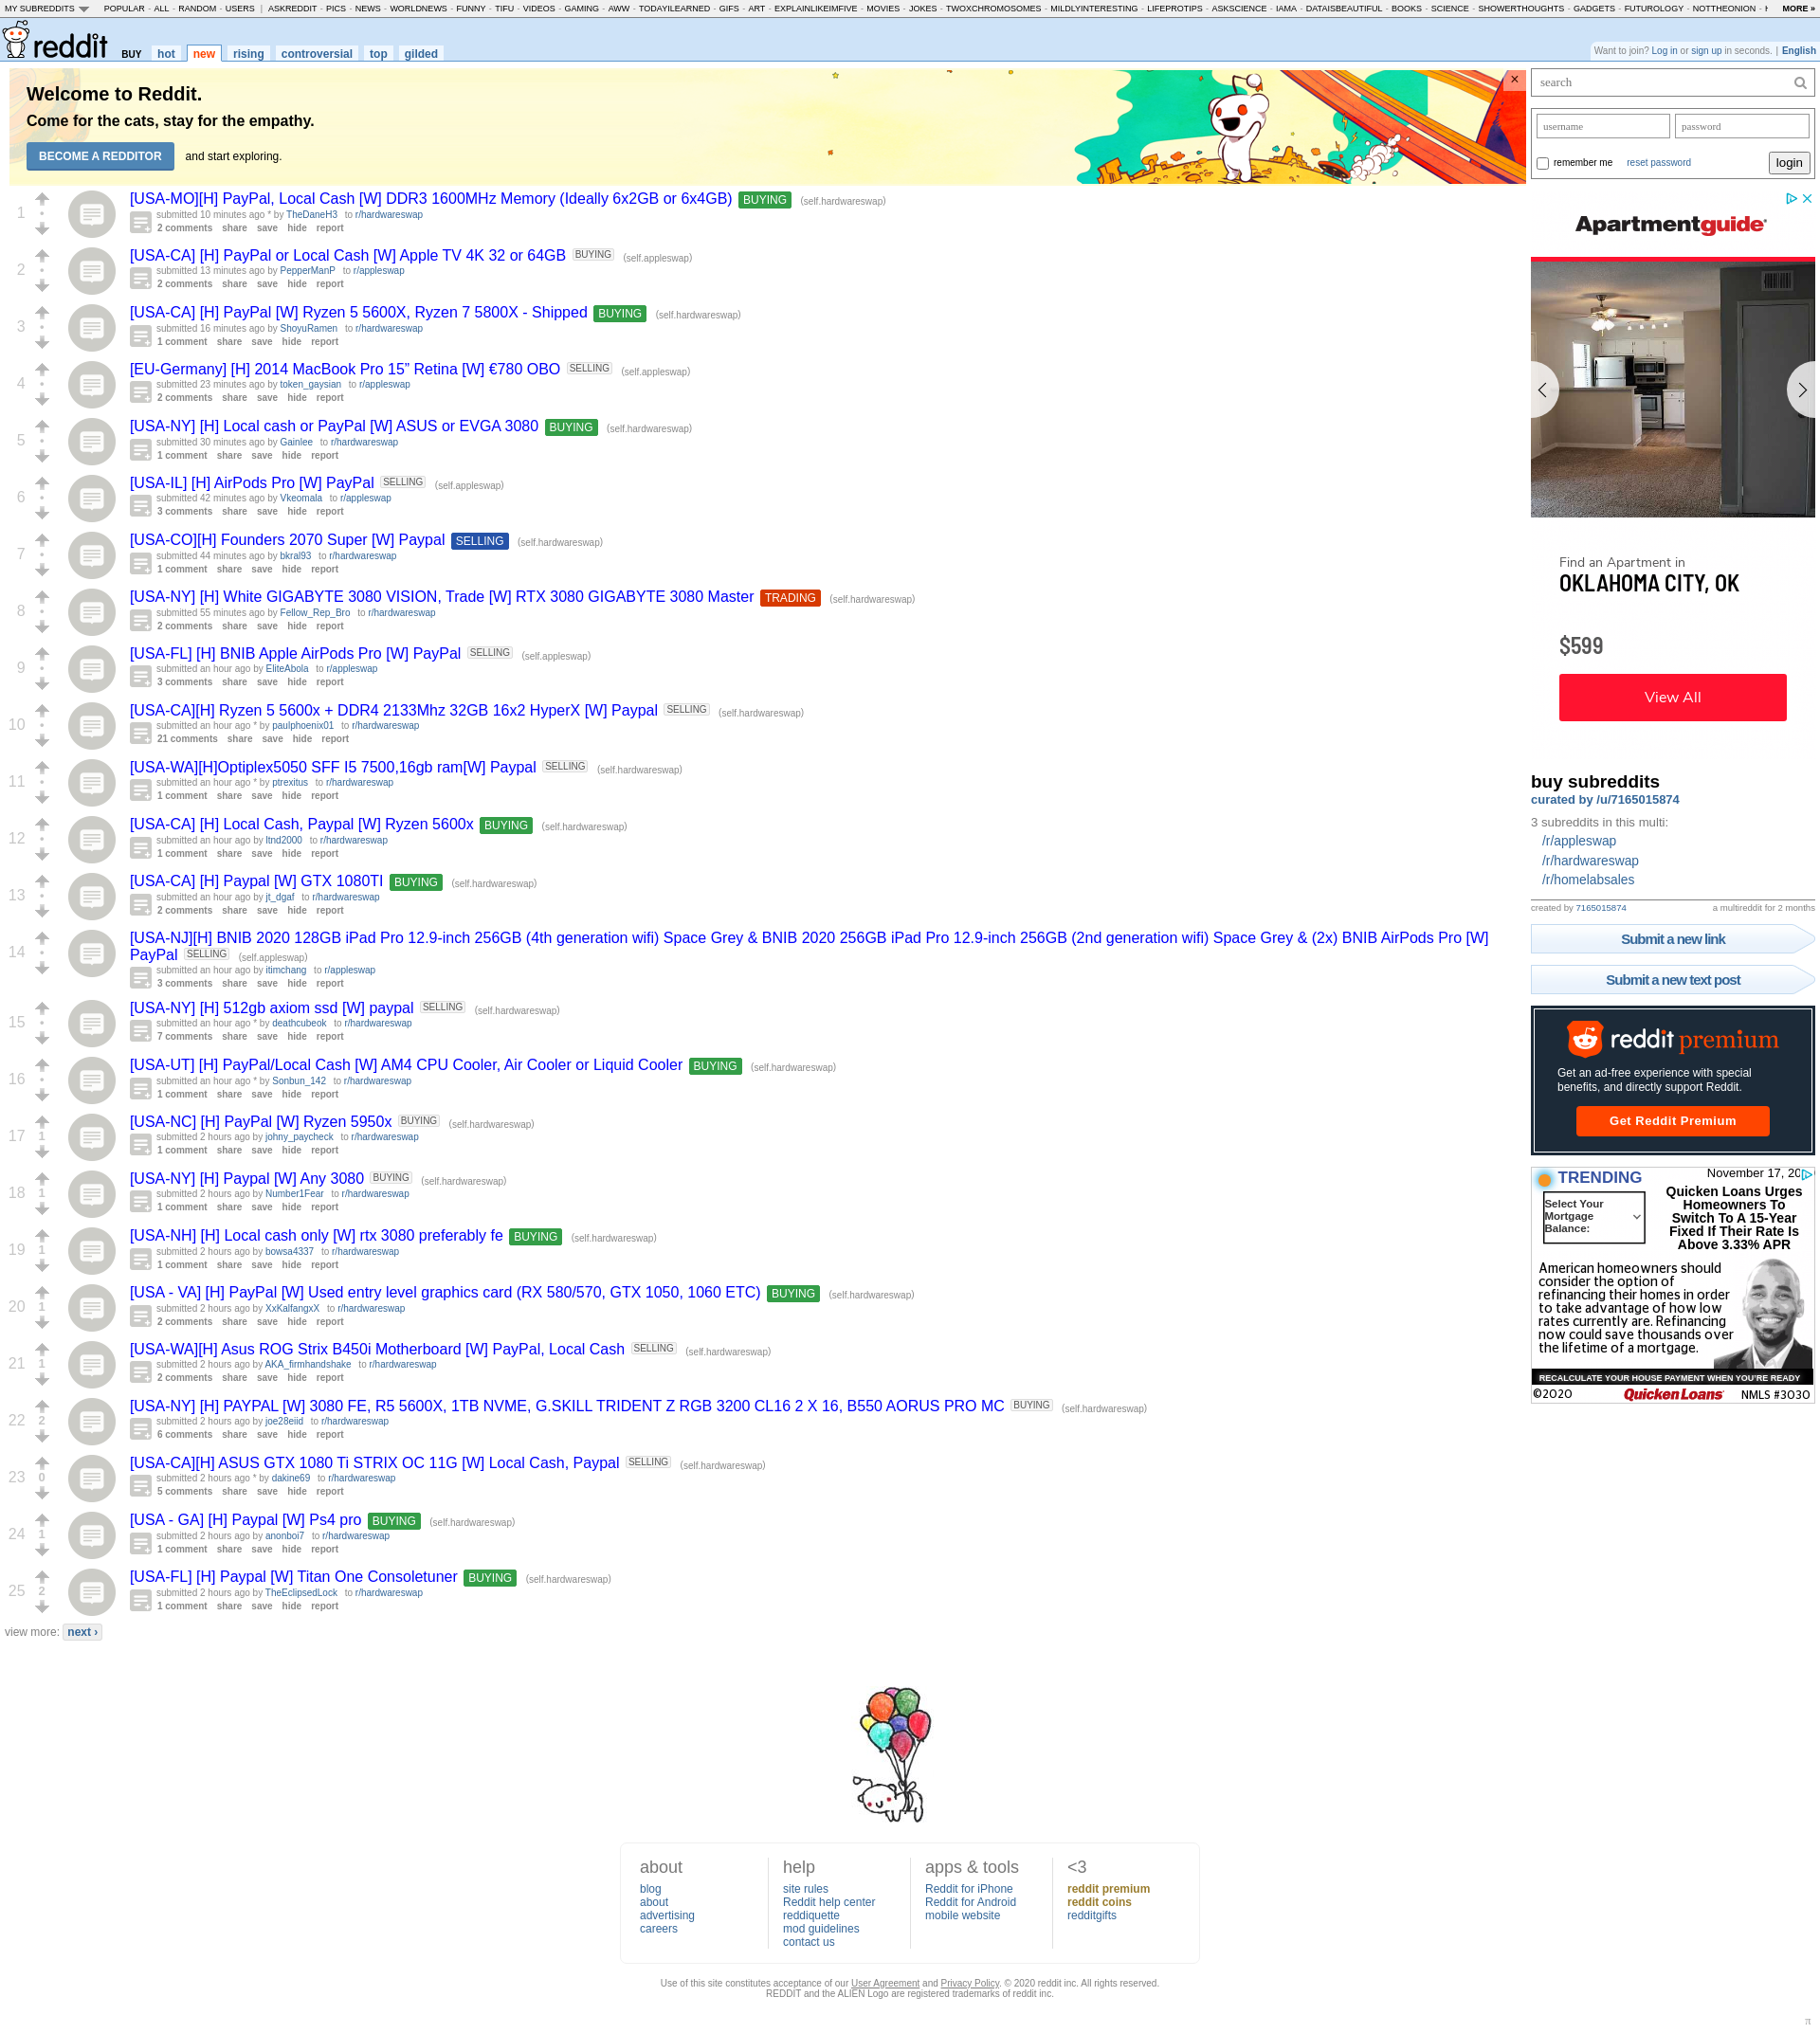 MY SUBREDDITS POPULAR - ALL - RANDOM - USERS | ASKREDDIT - PICS - NEWS - WORLDNEWS - FUNNY - TIFU - VIDEOS - GAMING - AWW - TODAYILEARNED - GIFS - ART - EXPLAINLIKEIMFIVE - MOVIES - JOKES - TWOXCHROMOSOMES - MILDLYINTERESTING - LIFEPROTIPS - ASKSCIENCE - IAMA - DATAISBEAUTIFUL - BOOKS - SCIENCE - SHOWERTHOUGHTS - GADGETS - FUTUROLOGY - NOTTHEONION - MORE »
reddit BUY hot new rising controversial top gilded
Want to join? Log in or sign up in seconds. | English
Welcome to Reddit.
Come for the cats, stay for the empathy.
BECOME A REDDITOR and start exploring.
×
1
[USA-MO][H] PayPal, Local Cash [W] DDR3 1600MHz Memory (Ideally 6x2GB or 6x4GB) BUYING (self.hardwareswap)
submitted 10 minutes ago * by TheDaneH3 to r/hardwareswap
2 comments share save hide report
2
[USA-CA] [H] PayPal or Local Cash [W] Apple TV 4K 32 or 64GB BUYING (self.appleswap)
submitted 13 minutes ago by PepperManP to r/appleswap
2 comments share save hide report
3
[USA-CA] [H] PayPal [W] Ryzen 5 5600X, Ryzen 7 5800X - Shipped BUYING (self.hardwareswap)
submitted 16 minutes ago by ShoyuRamen to r/hardwareswap
1 comment share save hide report
4
[EU-Germany] [H] 2014 MacBook Pro 15” Retina [W] €780 OBO SELLING (self.appleswap)
submitted 23 minutes ago by token_gaysian to r/appleswap
2 comments share save hide report
5
[USA-NY] [H] Local cash or PayPal [W] ASUS or EVGA 3080 BUYING (self.hardwareswap)
submitted 30 minutes ago by Gainlee to r/hardwareswap
1 comment share save hide report
6
[USA-IL] [H] AirPods Pro [W] PayPal SELLING (self.appleswap)
submitted 42 minutes ago by Vkeomala to r/appleswap
3 comments share save hide report
7
[USA-CO][H] Founders 2070 Super [W] Paypal SELLING (self.hardwareswap)
submitted 44 minutes ago by bkral93 to r/hardwareswap
1 comment share save hide report
8
[USA-NY] [H] White GIGABYTE 3080 VISION, Trade [W] RTX 3080 GIGABYTE 3080 Master TRADING (self.hardwareswap)
submitted 55 minutes ago by Fellow_Rep_Bro to r/hardwareswap
2 comments share save hide report
9
[USA-FL] [H] BNIB Apple AirPods Pro [W] PayPal SELLING (self.appleswap)
submitted an hour ago by EliteAbola to r/appleswap
3 comments share save hide report
10
[USA-CA][H] Ryzen 5 5600x + DDR4 2133Mhz 32GB 16x2 HyperX [W] Paypal SELLING (self.hardwareswap)
submitted an hour ago * by paulphoenix01 to r/hardwareswap
21 comments share save hide report
11
[USA-WA][H]Optiplex5050 SFF I5 7500,16gb ram[W] Paypal SELLING (self.hardwareswap)
submitted an hour ago * by ptrexitus to r/hardwareswap
1 comment share save hide report
12
[USA-CA] [H] Local Cash, Paypal [W] Ryzen 5600x BUYING (self.hardwareswap)
submitted an hour ago by ltnd2000 to r/hardwareswap
1 comment share save hide report
13
[USA-CA] [H] Paypal [W] GTX 1080TI BUYING (self.hardwareswap)
submitted an hour ago by jt_dgaf to r/hardwareswap
2 comments share save hide report
14
[USA-NJ][H] BNIB 2020 128GB iPad Pro 12.9-inch 256GB (4th generation wifi) Space Grey & BNIB 2020 256GB iPad Pro 12.9-inch 256GB (2nd generation wifi) Space Grey & (2x) BNIB AirPods Pro [W]
PayPal SELLING (self.appleswap)
submitted an hour ago by itimchang to r/appleswap
3 comments share save hide report
15
[USA-NY] [H] 512gb axiom ssd [W] paypal SELLING (self.hardwareswap)
submitted an hour ago * by deathcubeok to r/hardwareswap
7 comments share save hide report
16
[USA-UT] [H] PayPal/Local Cash [W] AM4 CPU Cooler, Air Cooler or Liquid Cooler BUYING (self.hardwareswap)
submitted an hour ago * by Sonbun_142 to r/hardwareswap
1 comment share save hide report
17 1
[USA-NC] [H] PayPal [W] Ryzen 5950x BUYING (self.hardwareswap)
submitted 2 hours ago by johny_paycheck to r/hardwareswap
1 comment share save hide report
18 1
[USA-NY] [H] Paypal [W] Any 3080 BUYING (self.hardwareswap)
submitted 2 hours ago by Number1Fear to r/hardwareswap
1 comment share save hide report
19 1
[USA-NH] [H] Local cash only [W] rtx 3080 preferably fe BUYING (self.hardwareswap)
submitted 2 hours ago by bowsa4337 to r/hardwareswap
1 comment share save hide report
20 1
[USA - VA] [H] PayPal [W] Used entry level graphics card (RX 580/570, GTX 1050, 1060 ETC) BUYING (self.hardwareswap)
submitted 2 hours ago by XxKalfangxX to r/hardwareswap
2 comments share save hide report
21 1
[USA-WA][H] Asus ROG Strix B450i Motherboard [W] PayPal, Local Cash SELLING (self.hardwareswap)
submitted 2 hours ago by AKA_firmhandshake to r/hardwareswap
2 comments share save hide report
22 2
[USA-NY] [H] PAYPAL [W] 3080 FE, R5 5600X, 1TB NVME, G.SKILL TRIDENT Z RGB 3200 CL16 2 X 16, B550 AORUS PRO MC BUYING (self.hardwareswap)
submitted 2 hours ago by joe28eiid to r/hardwareswap
6 comments share save hide report
23 0
[USA-CA][H] ASUS GTX 1080 Ti STRIX OC 11G [W] Local Cash, Paypal SELLING (self.hardwareswap)
submitted 2 hours ago * by dakine69 to r/hardwareswap
5 comments share save hide report
24 1
[USA - GA] [H] Paypal [W] Ps4 pro BUYING (self.hardwareswap)
submitted 2 hours ago by anonboi7 to r/hardwareswap
1 comment share save hide report
25 2
[USA-FL] [H] Paypal [W] Titan One Consoletuner BUYING (self.hardwareswap)
submitted 2 hours ago by TheEclipsedLock to r/hardwareswap
1 comment share save hide report
view more: next ›
search
username password
remember me reset password login
Apartmentguide
Find an Apartment in
OKLAHOMA CITY, OK
$599
View All
buy subreddits
curated by /u/7165015874
3 subreddits in this multi:
/r/appleswap
/r/hardwareswap
/r/homelabsales
created by 7165015874 a multireddit for 2 months
Submit a new link
Submit a new text post
reddit premium
Get an ad-free experience with special
benefits, and directly support Reddit.
Get Reddit Premium
TRENDING November 17, 20
Select Your
Mortgage
Balance:
Quicken Loans Urges
Homeowners To
Switch To A 15-Year
Fixed If Their Rate Is
Above 3.33% APR
American homeowners should
consider the option of
refinancing their homes in order
to take advantage of how low
rates currently are. Refinancing
now could save thousands over
the lifetime of a mortgage.
RECALCULATE YOUR HOUSE PAYMENT WHEN YOU'RE READY
©2020 Quicken Loans NMLS #3030
about
blog
about
advertising
careers
help
site rules
Reddit help center
reddiquette
mod guidelines
contact us
apps & tools
Reddit for iPhone
Reddit for Android
mobile website
<3
reddit premium
reddit coins
redditgifts
Use of this site constitutes acceptance of our User Agreement and Privacy Policy. © 2020 reddit inc. All rights reserved.
REDDIT and the ALIEN Logo are registered trademarks of reddit inc.
π